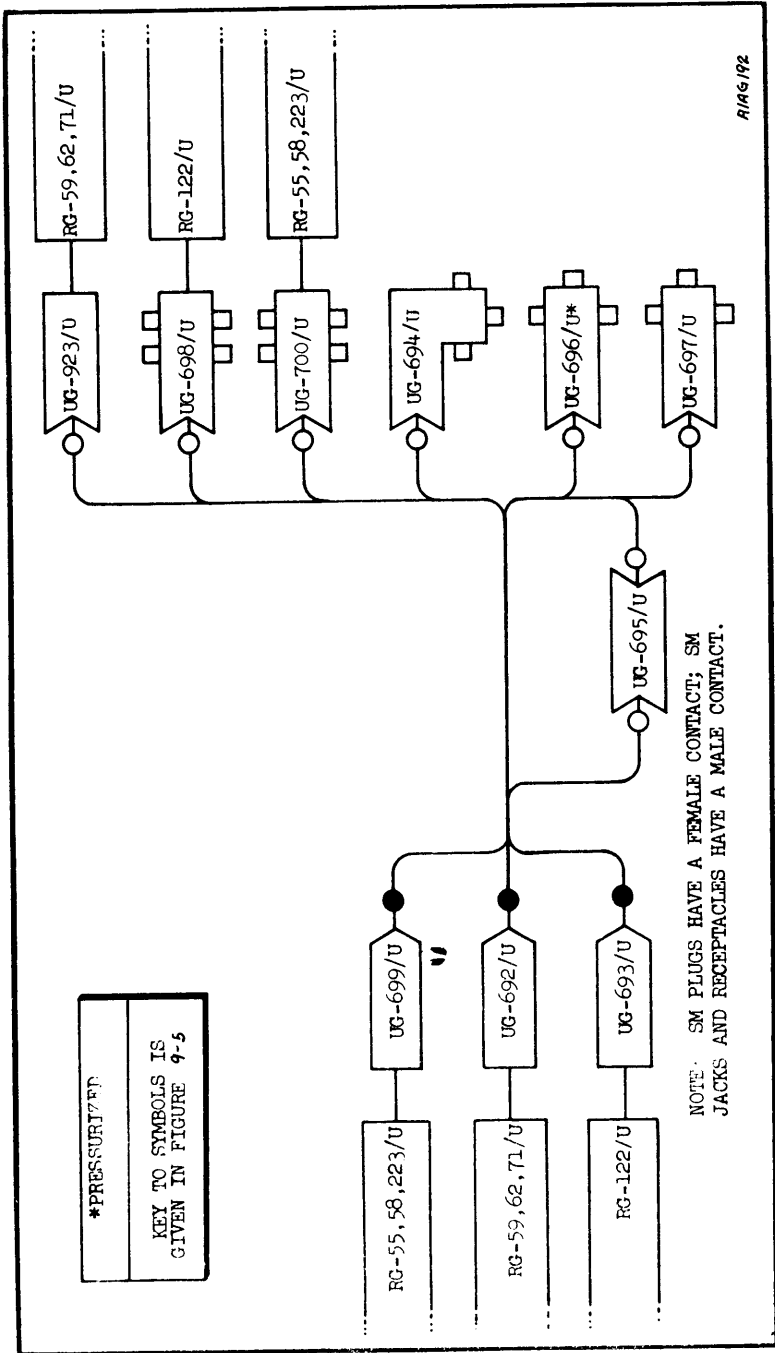 *PRESSURIZED
KEY TO SYMBOLS IS
GIVEN IN FIGURE 9-5
RG-55,58,223/U
UG-699/U
RG-59,62,71/U
UG-692/U
RG-122/U
UG-693/U
UG-695/U
UG-923/U
RG-59,62,71/U
UG-698/U
RG-122/U
UG-700/U
RG-55,58,223/U
UG-694/U
UG-696/U*
UG-697/U
NOTE: SM PLUGS HAVE A FEMALE CONTACT; SM
JACKS AND RECEPTACLES HAVE A MALE CONTACT.
A1AG192